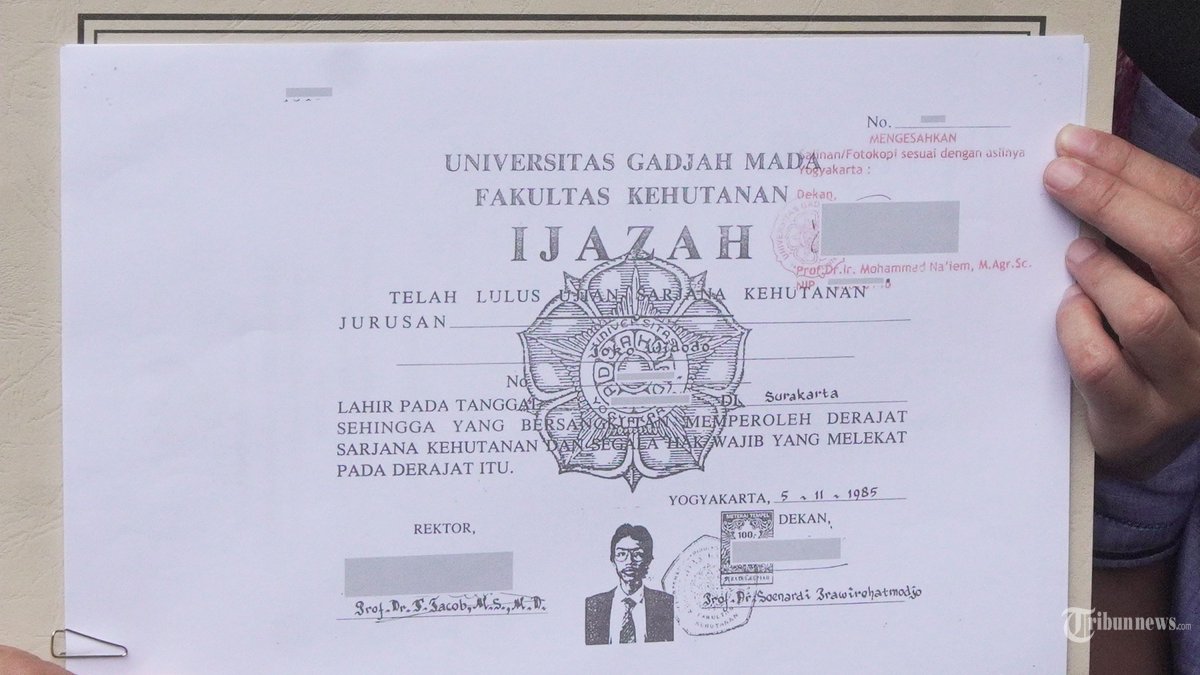 No.
MENGESAHKAN
Salinan/Fotokopi sesuai dengan aslinya
Yogyakarta :
Dekan,
Prof.Dr.Ir. Mohammad Na'iem, M.Agr.Sc.
NIP
UNIVERSITAS GADJAH MADA
FAKULTAS KEHUTANAN
IJAZAH
TELAH LULUS UJIAN SARJANA KEHUTANAN
JURUSAN
No
LAHIR PADA TANGGAL DI Surakarta
SEHINGGA YANG BERSANGKUTAN MEMPEROLEH DERAJAT
SARJANA KEHUTANAN DAN SEGALA HAK WAJIB YANG MELEKAT
PADA DERAJAT ITU.
YOGYAKARTA, 5 - 11 - 1985
REKTOR,
DEKAN,
METERAI TEMPEL
100,-
Prof. Dr. T. Jacob, M.S., M.D.
Prof. Dr. Soenardi Prawirohatmodjo
Tribunnews.com